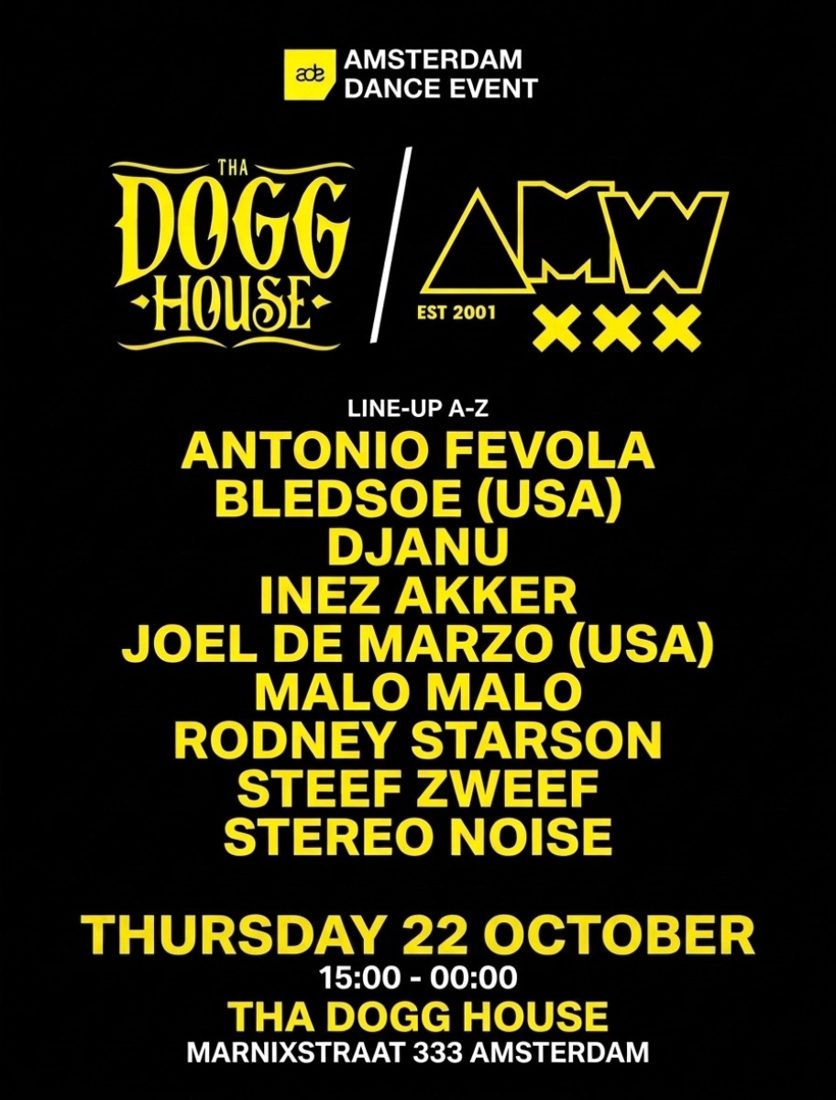 ade
AMSTERDAM
DANCE EVENT
THA
DOGG
HOUSE
/
AMW
EST 2001
XXX
LINE-UP A-Z
ANTONIO FEVOLA
BLEDSOE (USA)
DJANU
INEZ AKKER
JOEL DE MARZO (USA)
MALO MALO
RODNEY STARSON
STEEF ZWEEF
STEREO NOISE
THURSDAY 22 OCTOBER
15:00 - 00:00
THA DOGG HOUSE
MARNIXSTRAAT 333 AMSTERDAM